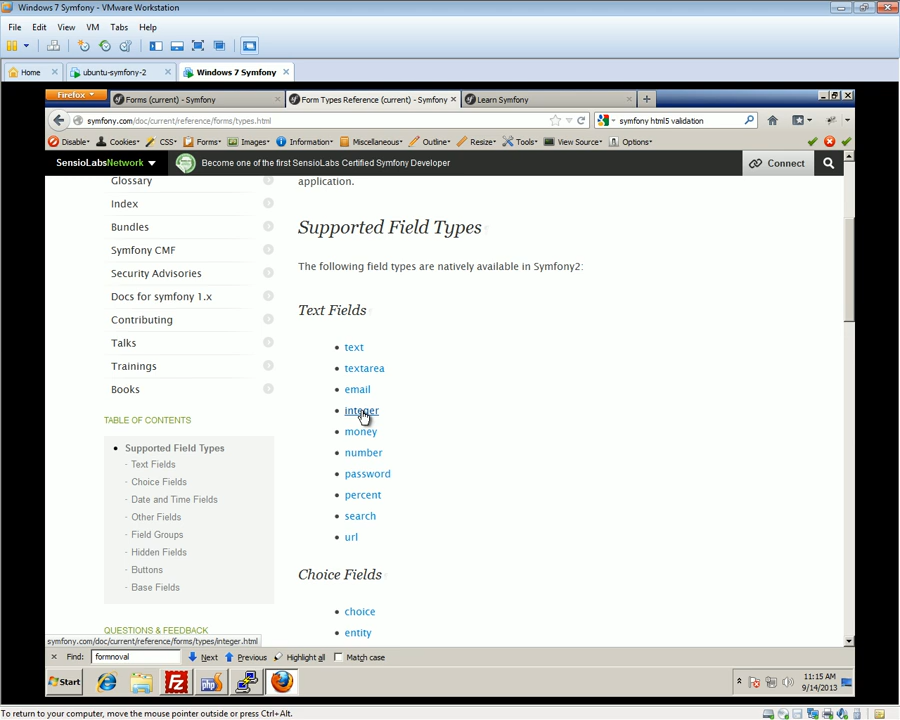 Windows 7 Symfony - VMware Workstation
File Edit View VM Tabs Help
Home ubuntu-symfony-2 Windows 7 Symfony
Firefox Forms (current) - Symfony Form Types Reference (current) - Symfony Learn Symfony
symfony.com/doc/current/reference/forms/types.html symfony html5 validation
Disable Cookies CSS Forms Images Information Miscellaneous Outline Resize Tools View Source Options
SensioLabsNetwork Become one of the first SensioLabs Certified Symfony Developer Connect
Glossary
Index
Bundles
Symfony CMF
Security Advisories
Docs for symfony 1.x
Contributing
Talks
Trainings
Books
TABLE OF CONTENTS
Supported Field Types
- Text Fields
- Choice Fields
- Date and Time Fields
- Other Fields
- Field Groups
- Hidden Fields
- Buttons
- Base Fields
QUESTIONS & FEEDBACK
application.
Supported Field Types
The following field types are natively available in Symfony2:
Text Fields
text
textarea
email
integer
money
number
password
percent
search
url
Choice Fields
choice
entity
symfony.com/doc/current/reference/forms/types/integer.html
Find: formnoval Next Previous Highlight all Match case
Start 11:15 AM
9/14/2013
To return to your computer, move the mouse pointer outside or press Ctrl+Alt.